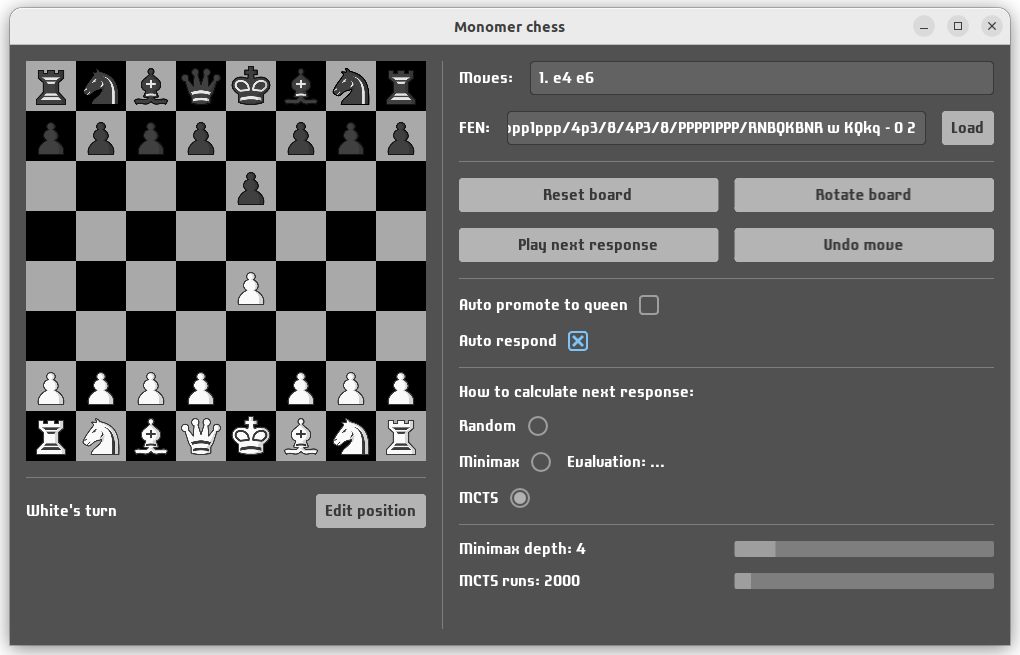 Monomer chess
Moves: 1. e4 e6
FEN: pp1ppp/4p3/8/4P3/8/PPPP1PPP/RNBQKBNR w KQkq - 0 2 Load
Reset board Rotate board
Play next response Undo move
Auto promote to queen
Auto respond
How to calculate next response:
Random
Minimax Evaluation: ...
MCTS
White's turn Edit position
Minimax depth: 4
MCTS runs: 2000